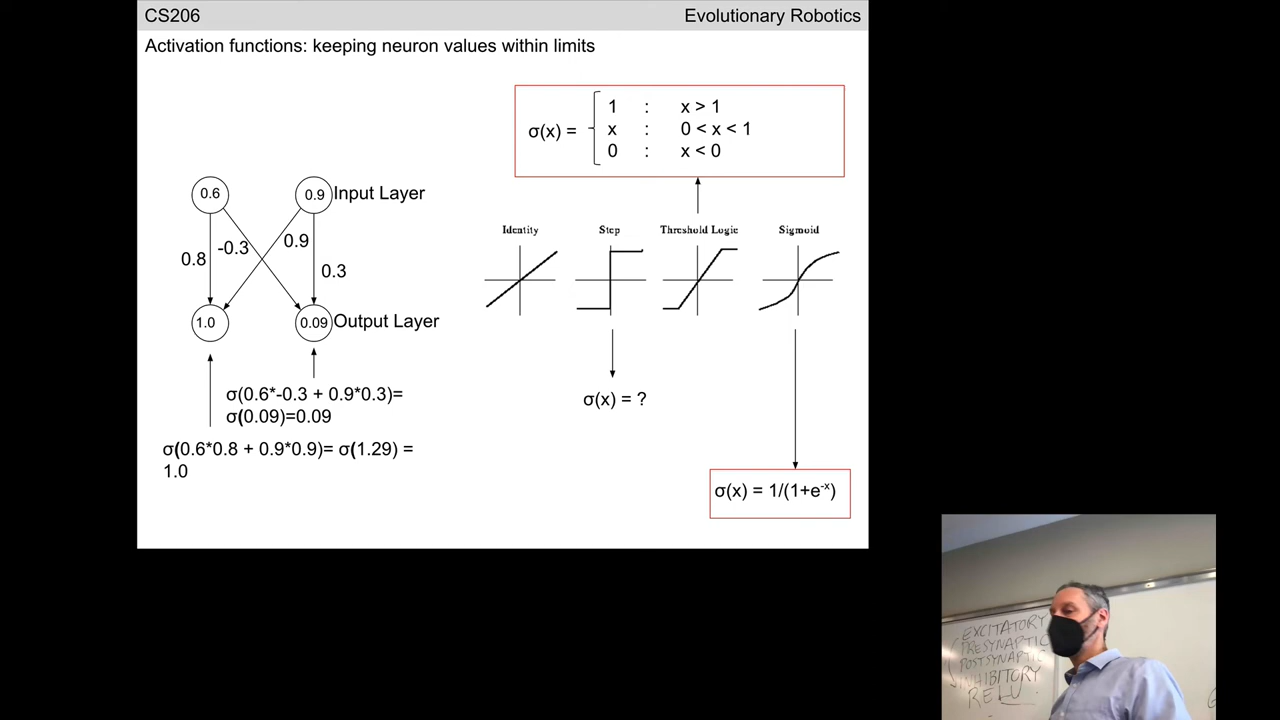 CS206 Evolutionary Robotics
Activation functions: keeping neuron values within limits
1 : x > 1
σ(x) = x : 0 < x < 1
0 : x < 0
0.6 0.9 Input Layer
0.8 -0.3 0.9 0.3
1.0 0.09 Output Layer
σ(0.6*-0.3 + 0.9*0.3)=
σ(0.09)=0.09
σ(0.6*0.8 + 0.9*0.9)= σ(1.29) =
1.0
Identity Step Threshold Logic Sigmoid
σ(x) = ?
σ(x) = 1/(1+e^-x)
EXCITATORY
PRESYNAPTIC
POSTSYNAPTIC
INHIBITORY
RELU